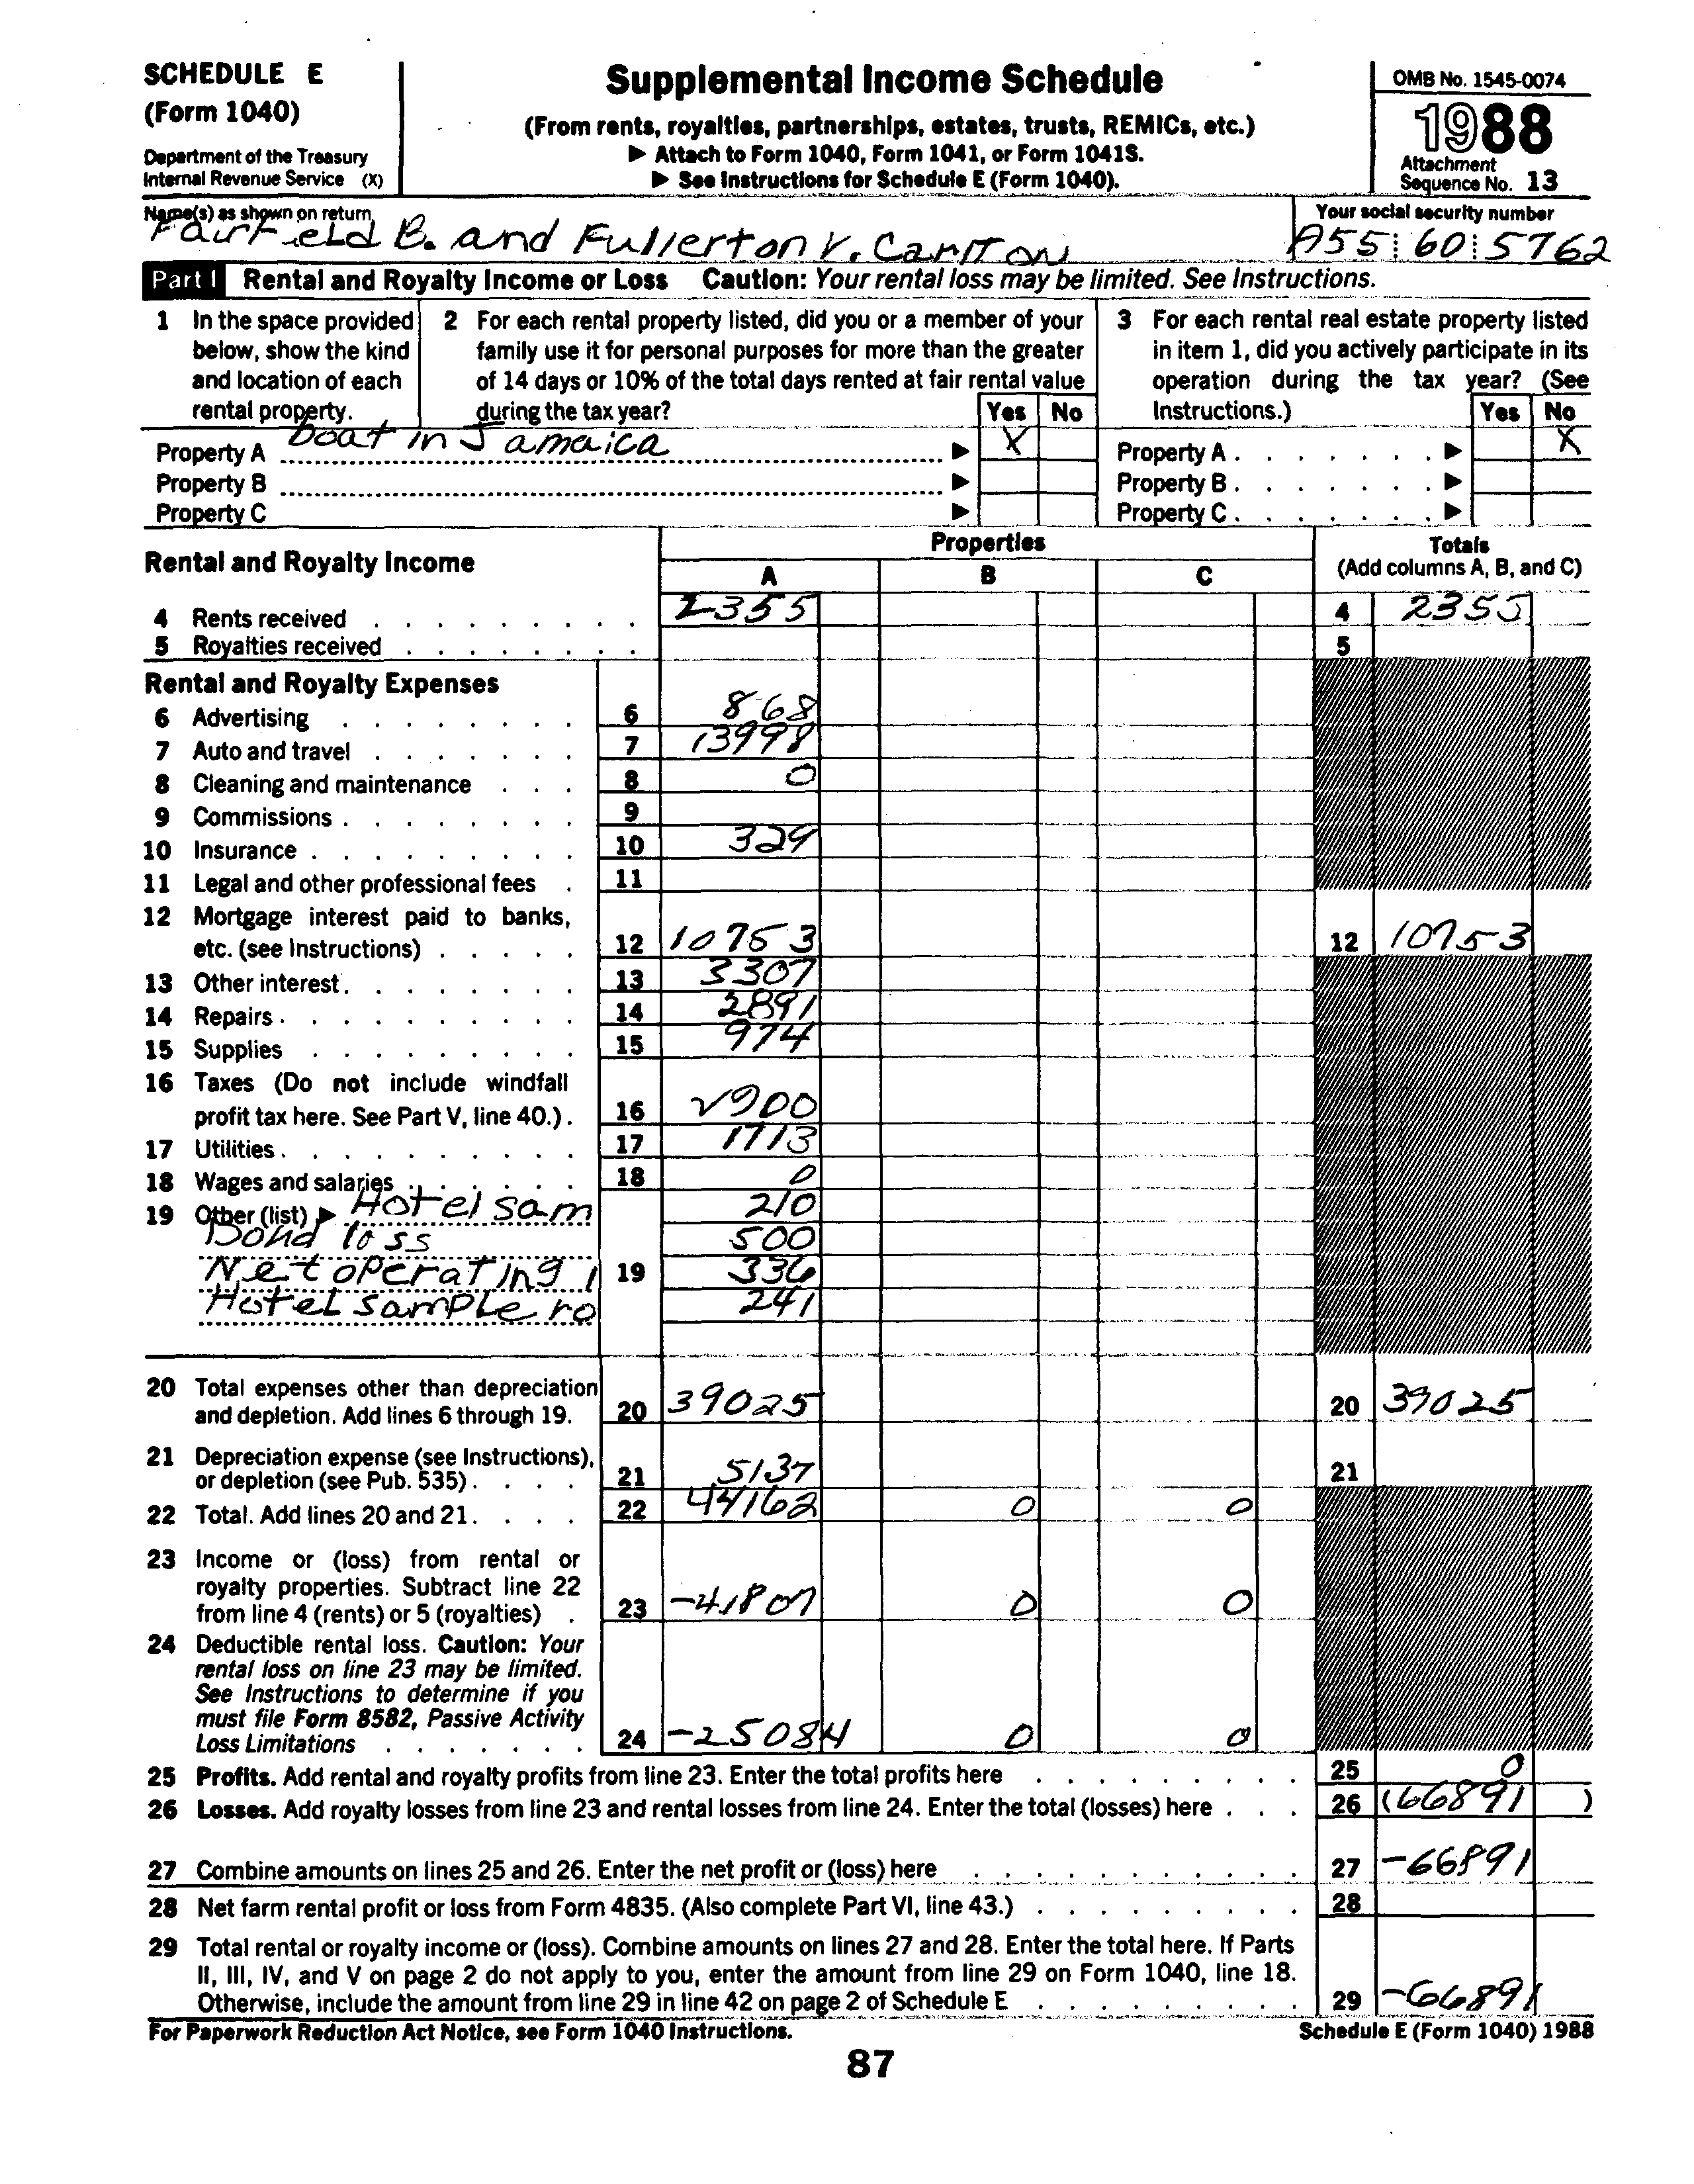 SCHEDULE E
(Form 1040)
Department of the Treasury
Internal Revenue Service (X)
Supplemental Income Schedule
(From rents, royalties, partnerships, estates, trusts, REMICs, etc.)
▶ Attach to Form 1040, Form 1041, or Form 1041S.
▶ See Instructions for Schedule E (Form 1040).
OMB No. 1545-0074
1988
Attachment
Sequence No. 13
Name(s) as shown on return
Fairfield B. and Fullerton V. Carlton
Your social security number
A55 60 5762
Part I Rental and Royalty Income or Loss Caution: Your rental loss may be limited. See Instructions.
1 In the space provided
below, show the kind
and location of each
rental property.
2 For each rental property listed, did you or a member of your
family use it for personal purposes for more than the greater
of 14 days or 10% of the total days rented at fair rental value
during the tax year?
Yes No
3 For each rental real estate property listed
in item 1, did you actively participate in its
operation during the tax year? (See
Instructions.)
Yes No
Property A boat in Jamaica ▶ X
Property B ▶
Property C ▶
Property A ▶ X
Property B ▶
Property C ▶
Rental and Royalty Income
Properties
A B C
Totals
(Add columns A, B, and C)
4 Rents received 2355 4 2355
5 Royalties received 5
Rental and Royalty Expenses
6 Advertising 6 868
7 Auto and travel 7 13998
8 Cleaning and maintenance 8 0
9 Commissions 9
10 Insurance 10 329
11 Legal and other professional fees 11
12 Mortgage interest paid to banks,
etc. (see Instructions) 12 10753 12 10753
13 Other interest 13 3307
14 Repairs 14 2891
15 Supplies 15 974
16 Taxes (Do not include windfall
profit tax here. See Part V, line 40.) 16 2900
17 Utilities 17 1713
18 Wages and salaries 18 0
19 Other (list) ▶ Hotel sam 210
Bond loss 500
Net operating l 19 336
Hotel sample ro 241
20 Total expenses other than depreciation
and depletion. Add lines 6 through 19. 20 39025 20 39025
21 Depreciation expense (see Instructions),
or depletion (see Pub. 535) 21 5137 21
22 Total. Add lines 20 and 21 22 44162 0 0
23 Income or (loss) from rental or
royalty properties. Subtract line 22
from line 4 (rents) or 5 (royalties) 23 -41807 0 0
24 Deductible rental loss. Caution: Your
rental loss on line 23 may be limited.
See Instructions to determine if you
must file Form 8582, Passive Activity
Loss Limitations 24 -25084 0 0
25 Profits. Add rental and royalty profits from line 23. Enter the total profits here 25 0
26 Losses. Add royalty losses from line 23 and rental losses from line 24. Enter the total (losses) here 26 (66891 )
27 Combine amounts on lines 25 and 26. Enter the net profit or (loss) here 27 -66891
28 Net farm rental profit or loss from Form 4835. (Also complete Part VI, line 43.) 28
29 Total rental or royalty income or (loss). Combine amounts on lines 27 and 28. Enter the total here. If Parts
II, III, IV, and V on page 2 do not apply to you, enter the amount from line 29 on Form 1040, line 18.
Otherwise, include the amount from line 29 in line 42 on page 2 of Schedule E 29 -66891
For Paperwork Reduction Act Notice, see Form 1040 Instructions. Schedule E (Form 1040) 1988
87